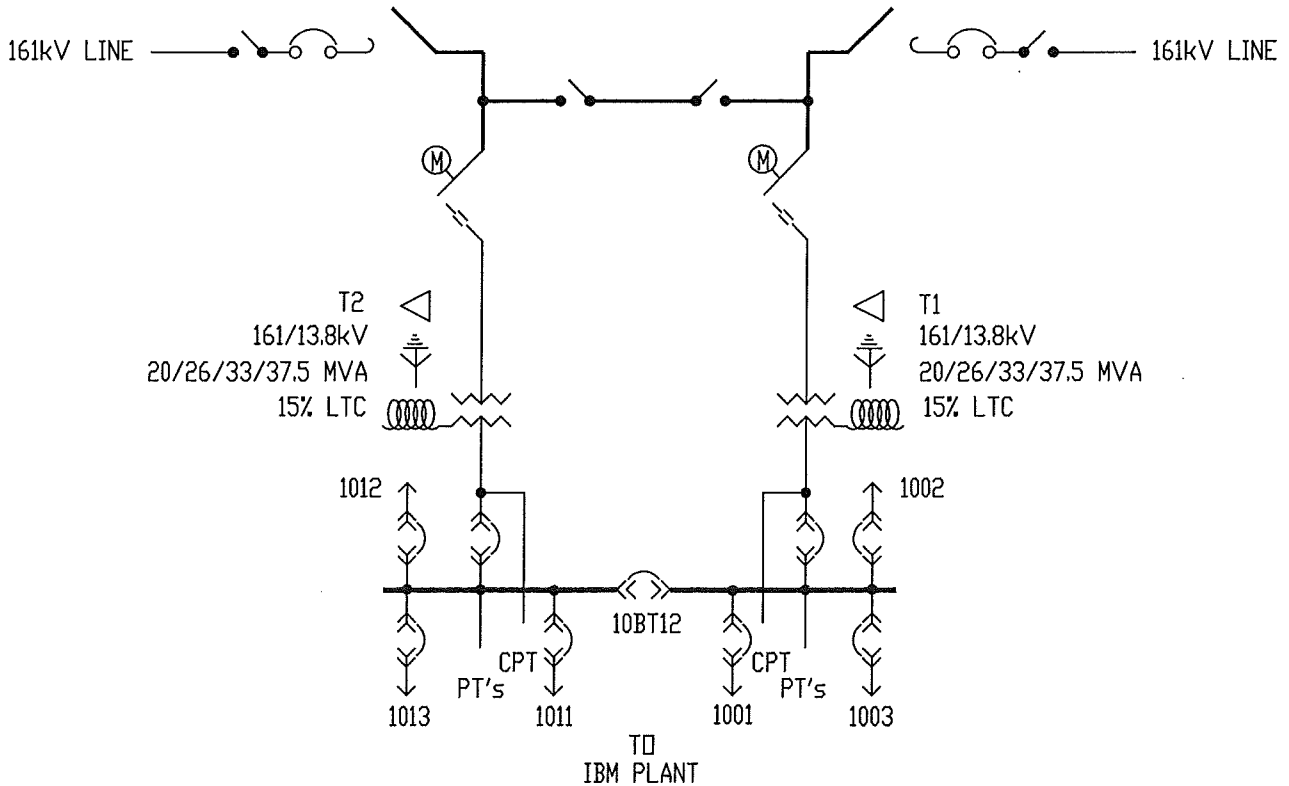 161kV LINE
161kV LINE
M
M
T2
161/13.8kV
20/26/33/37.5 MVA
15% LTC
T1
161/13.8kV
20/26/33/37.5 MVA
15% LTC
1012
1002
10BT12
CPT
PT's
CPT
PT's
1013
1011
1001
1003
TO
IBM PLANT